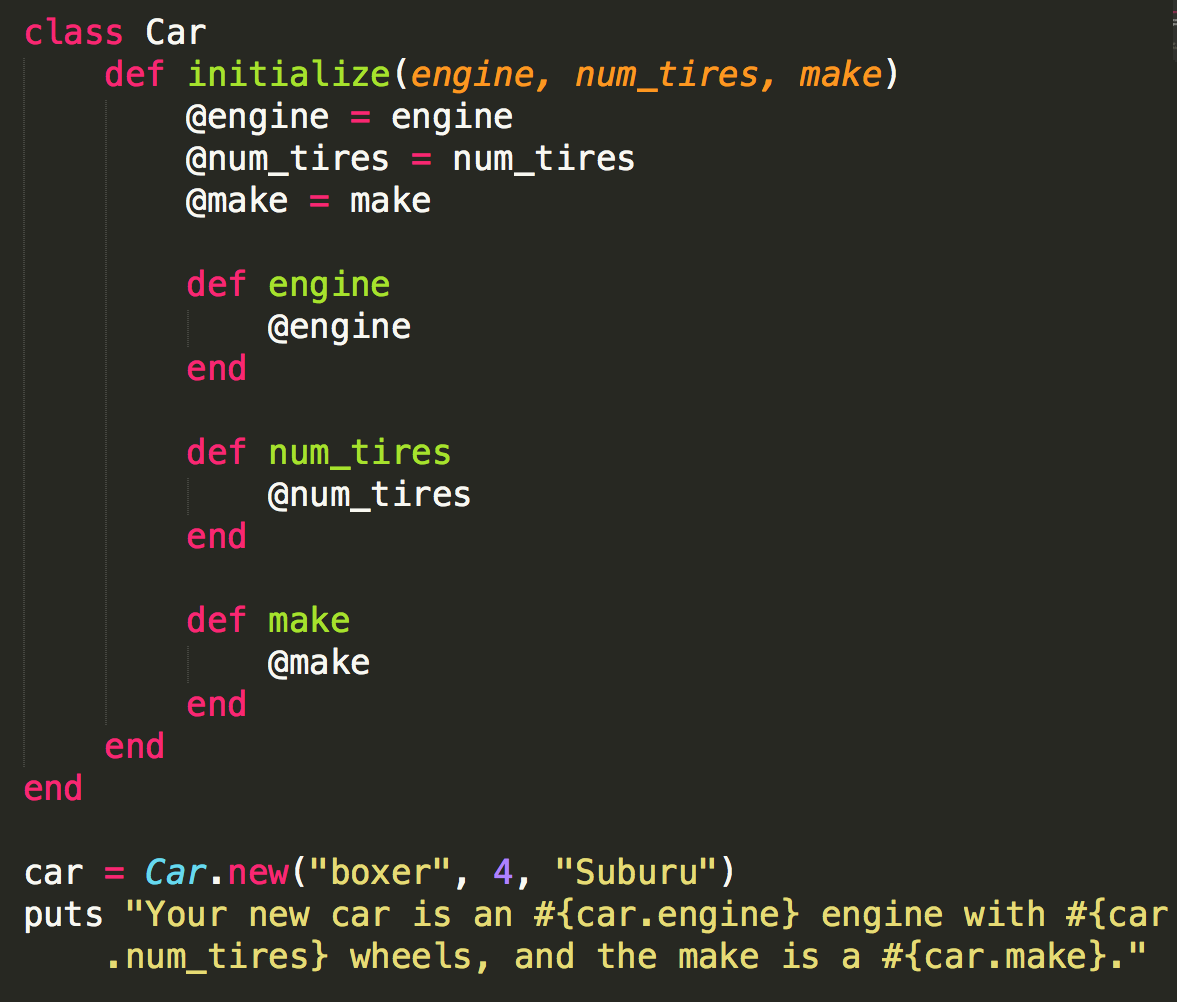 class Car
    def initialize(engine, num_tires, make)
        @engine = engine
        @num_tires = num_tires
        @make = make

        def engine
            @engine
        end

        def num_tires
            @num_tires
        end

        def make
            @make
        end
    end
end

car = Car.new("boxer", 4, "Suburu")
puts "Your new car is an #{car.engine} engine with #{car
    .num_tires} wheels, and the make is a #{car.make}."